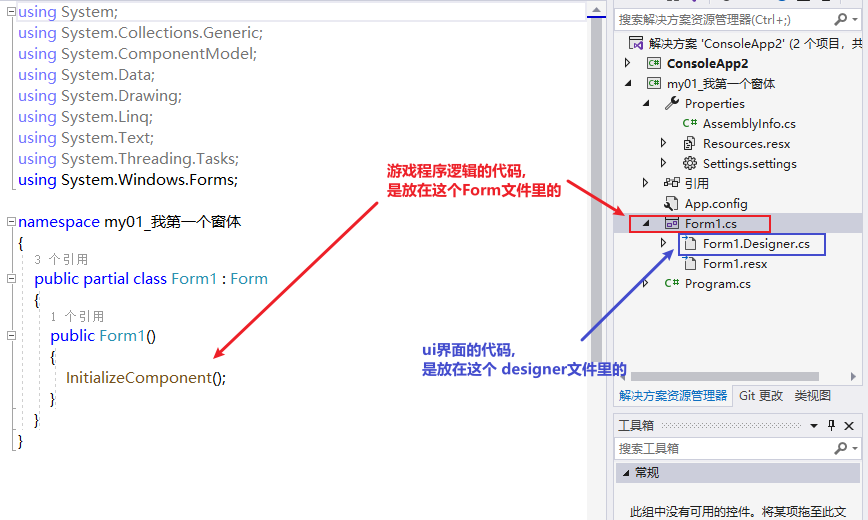 using System;
using System.Collections.Generic;
using System.ComponentModel;
using System.Data;
using System.Drawing;
using System.Linq;
using System.Text;
using System.Threading.Tasks;
using System.Windows.Forms;
namespace my01_我第一个窗体
{
3 个引用
public partial class Form1 : Form
{
1 个引用
public Form1()
{
InitializeComponent();
}
}
}
游戏程序逻辑的代码,
是放在这个Form文件里的
ui界面的代码,
是放在这个 designer文件里的
搜索解决方案资源管理器(Ctrl+;)
解决方案 'ConsoleApp2' (2 个项目, 共
C# ConsoleApp2
C# my01_我第一个窗体
Properties
C# AssemblyInfo.cs
Resources.resx
Settings.settings
引用
App.config
Form1.cs
Form1.Designer.cs
Form1.resx
C# Program.cs
解决方案资源管理器 Git 更改 类视图
工具箱
搜索工具箱
常规
此组中没有可用的控件。将某项拖至此文